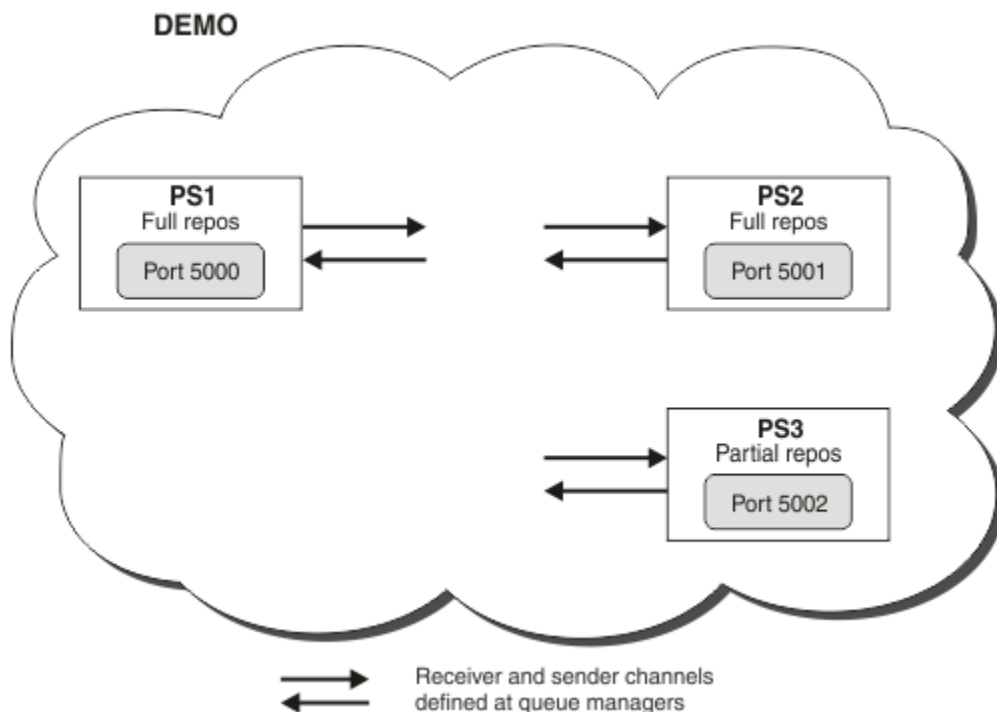 DEMO
PS1
Full repos
Port 5000
PS2
Full repos
Port 5001
PS3
Partial repos
Port 5002
Receiver and sender channels
defined at queue managers